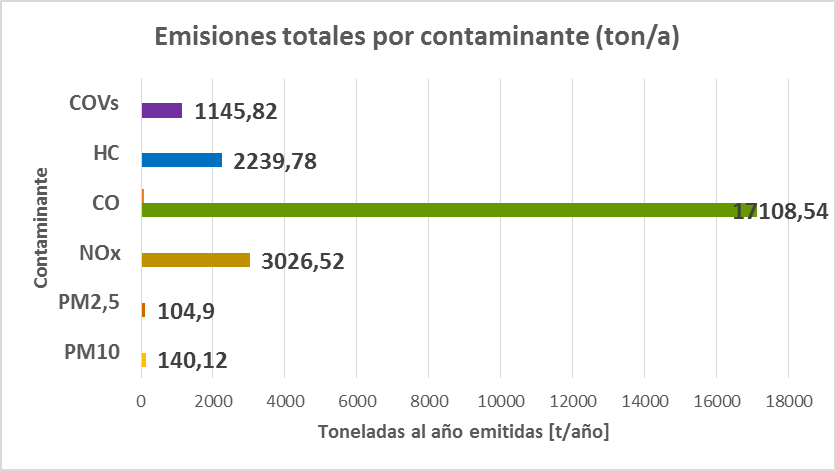 Emisiones totales por contaminante (ton/a)
COVs
1145,82
HC
2239,78
CO
17108,54
NOx
3026,52
PM2,5
104,9
PM10
140,12
0 2000 4000 6000 8000 10000 12000 14000 16000 18000
Toneladas al año emitidas [t/año]
Contaminante